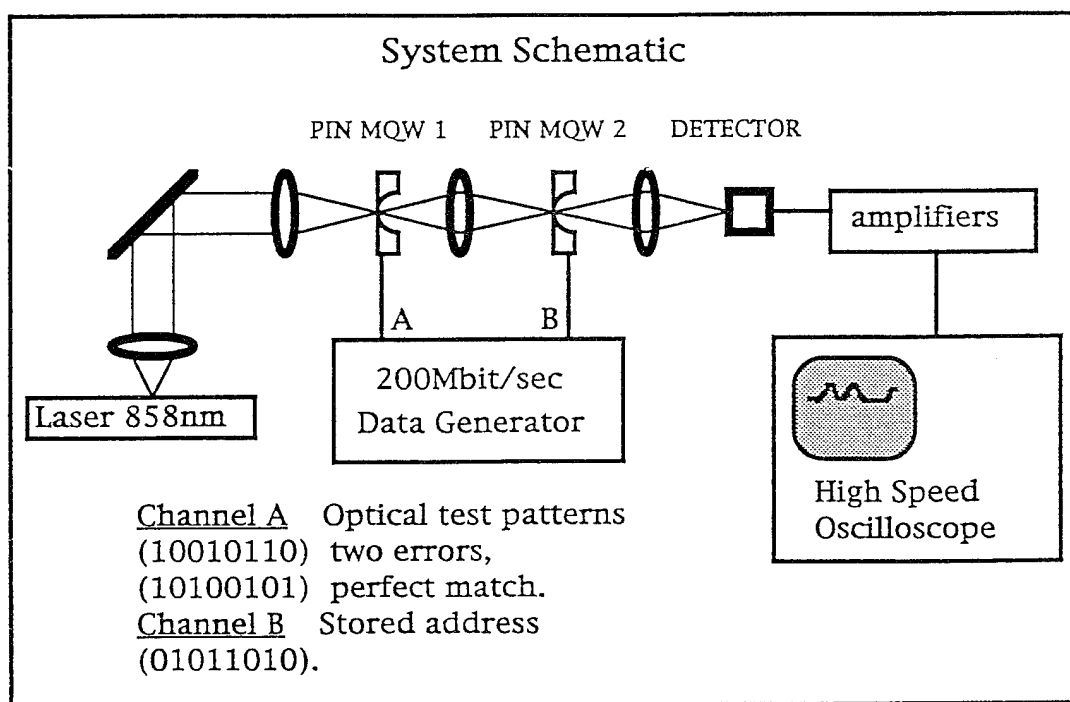 System Schematic
PIN MQW 1
PIN MQW 2
DETECTOR
amplifiers
A
B
200Mbit/sec
Data Generator
Laser 858nm
High Speed
Oscilloscope
Channel A Optical test patterns
(10010110) two errors,
(10100101) perfect match.
Channel B Stored address
(01011010).